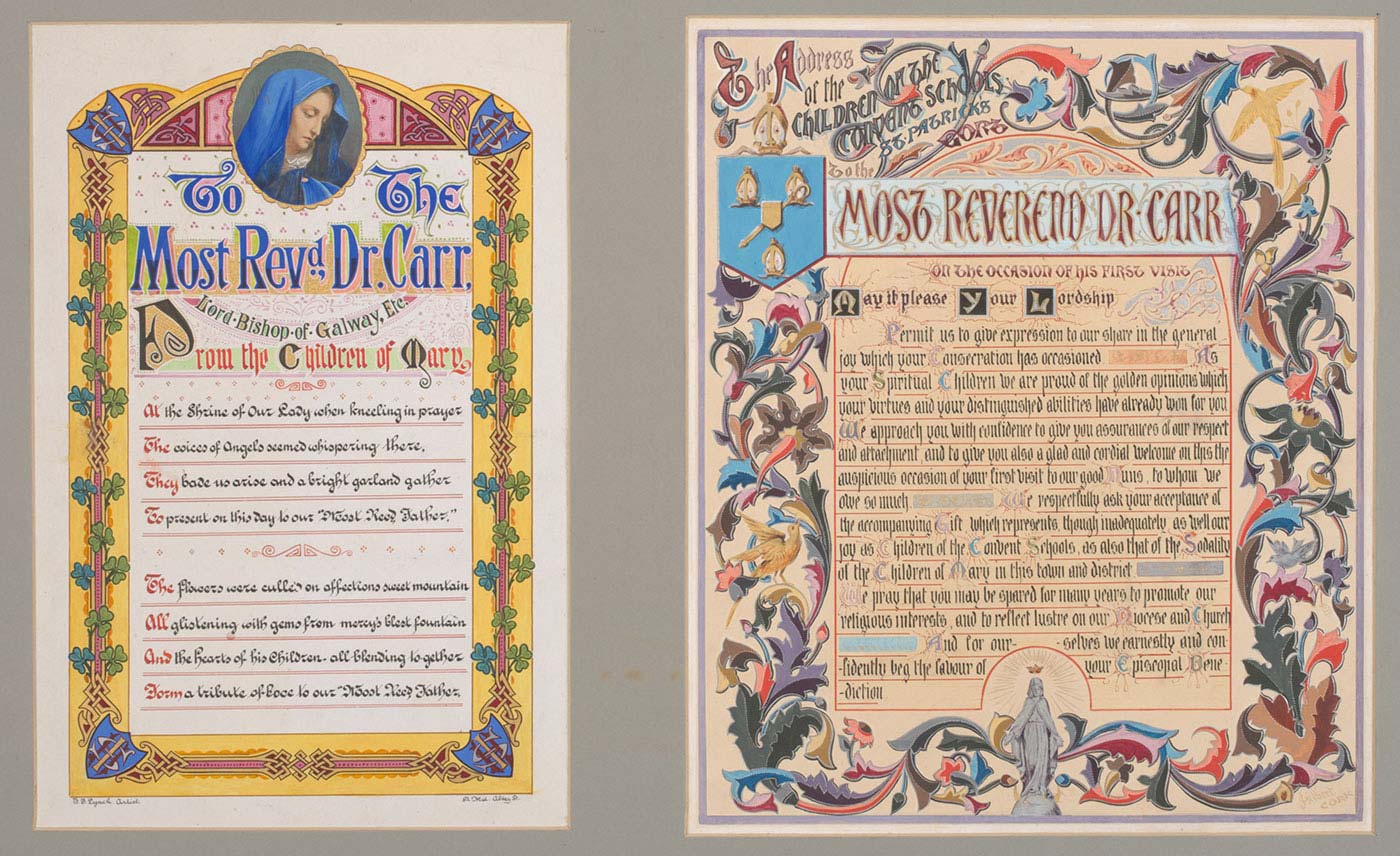 To The
Most Revd., Dr. Carr,
Lord-Bishop-of-Galway, Etc.
From the Children of Mary,
At the Shrine of Our Lady when kneeling in prayer
The voices of Angels seemed whispering there,
They bade us arise and a bright garland gather
To present on this day to our "Most Revd Father."
The flowers were culled on affections sweet mountain
All glistening with gems from mercy's blest fountain
And the hearts of his Children-all-blending to-gether
Form a tribute of love to our "Most Revd Father,
Lynch Artist
Abbey St.
The Address
of the
CHILDREN OF THE
CONVENT SCHOOLS
ST. PATRICKS
GORT
To the
MOST REVEREND DR·CARR
ON THE OCCASION OF HIS FIRST VISIT
May it please Your Lordship
Permit us to give expression to our share in the general
joy which your Consecration has occasioned As
your Spiritual Children we are proud of the golden opinions which
your virtues and your distinguished abilities have already won for you
We approach you with confidence to give you assurances of our respect
and attachment, and to give you also a glad and cordial welcome on this the
auspicious occasion of your first visit to our good Nuns, to whom we
owe so much We respectfully ask your acceptance of
the accompanying Gift which represents, though inadequately as well our
joy as Children of the Convent Schools, as also that of the Sodality
of the Children of Mary in this town and district
We pray that you may be spared for many years to promote our
religious interests, and to reflect lustre on our Diocese and Church
And for our- -selves we earnestly and con-
-fidently beg the favour of your Episcopal Bene-
-diction
CORK